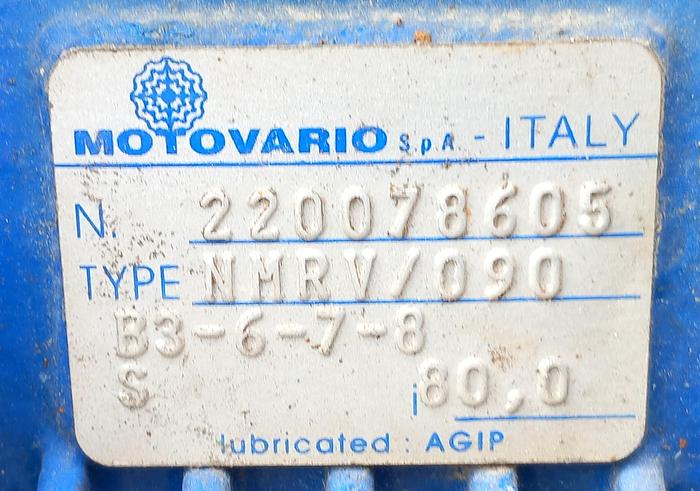 MOTOVARIO S.p.A. - ITALY
N. 220078605
TYPE NMRV/090
B3-6-7-8
S i 80,0
lubricated : AGIP